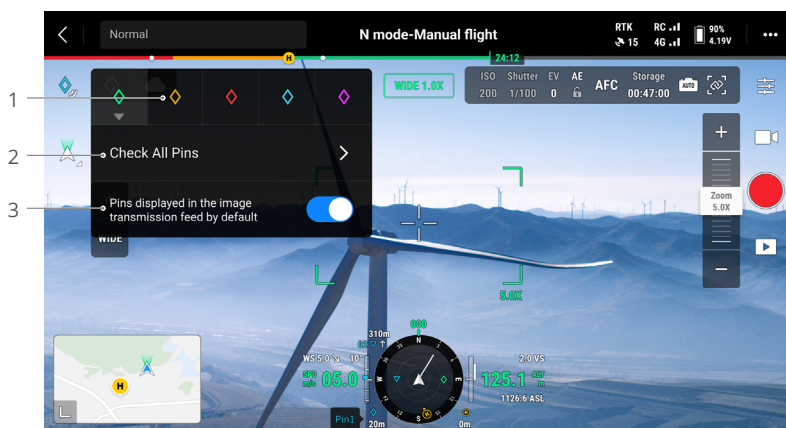 Normal
N mode-Manual flight
RTK
15
RC
4G
90%
4.19V
24:12
H
WIDE 1.0X
ISO
200
Shutter
1/100
EV
0
AE
AFC
Storage
00:47:00
AUTO
1
2
Check All Pins
3
Pins displayed in the image
transmission feed by default
WIDE
Zoom
5.0X
5.0X
H
000
310m
WS 5.0
10°
SPD
m/s
05.0
N
E
S
W
2.0 VS
125.1
ALT
m
1126.6 ASL
Pin1
20m
0m